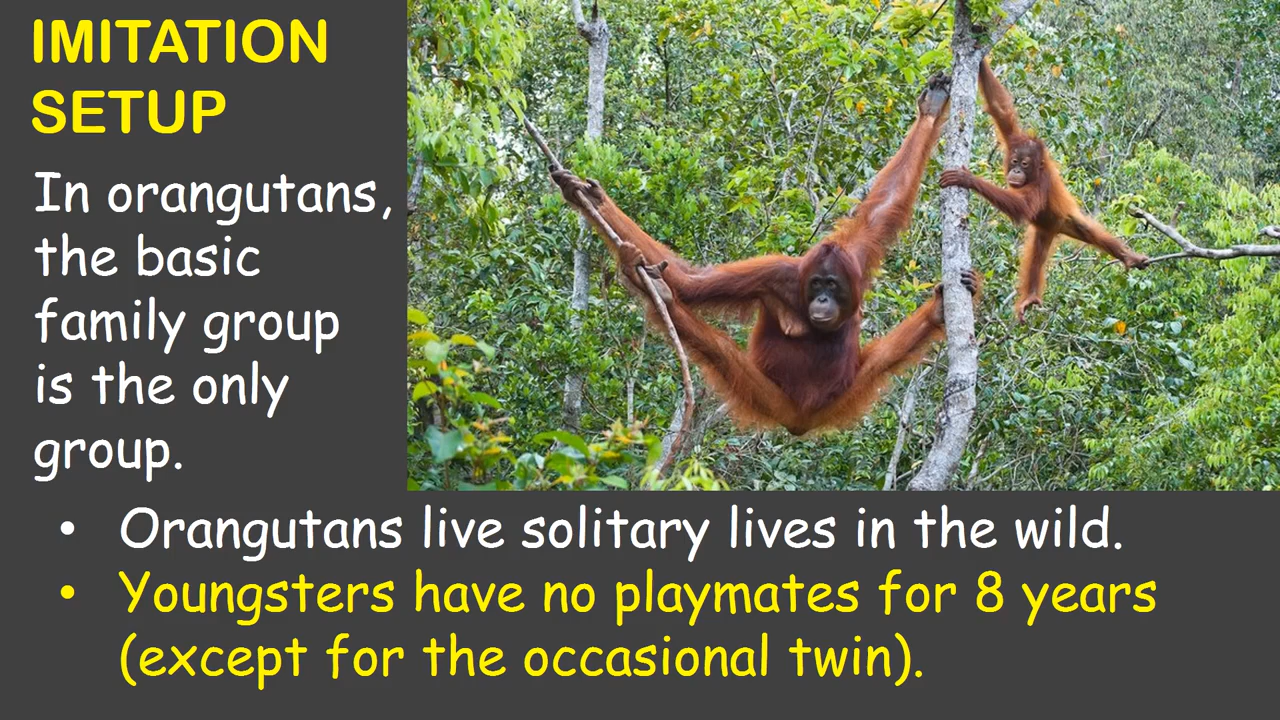 IMITATION
SETUP
In orangutans,
the basic
family group
is the only
group.
• Orangutans live solitary lives in the wild.
• Youngsters have no playmates for 8 years
(except for the occasional twin).